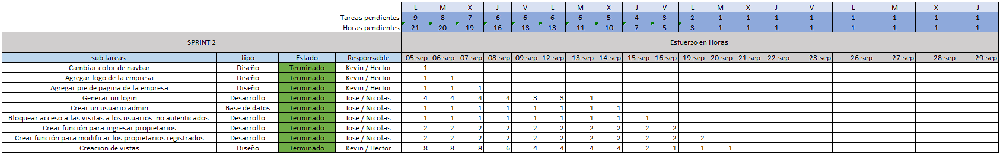 L M X J V L M X J V L M X J V L M X J
Tareas pendientes 9 8 7 6 6 6 6 5 4 3 2 1 1 1 1 1 1 1 1
Horas pendientes 21 20 19 16 13 13 11 10 7 5 3 1 1 1 1 1 1 1 1
SPRINT 2 Esfuerzo en Horas
sub tareas tipo Estado Responsable 05-sep 06-sep 07-sep 08-sep 09-sep 12-sep 13-sep 14-sep 15-sep 16-sep 19-sep 20-sep 21-sep 22-sep 23-sep 26-sep 27-sep 28-sep 29-sep
Cambiar color de navbar Diseño Terminado Kevin / Hector 1
Agregar logo de la empresa Diseño Terminado Kevin / Hector 1 1
Agregar pie de pagina de la empresa Diseño Terminado Kevin / Hector 1 1 1
Generar un login Desarrollo Terminado Jose / Nicolas 4 4 4 4 3 3 1
Crear un usuario admin Base de datos Terminado Jose / Nicolas 1 1 1 1 1 1 1 1
Bloquear acceso a las visitas a los usuarios no autenticados Desarrollo Terminado Jose / Nicolas 1 1 1 1 1 1 1 1 1
Crear función para ingresar propietarios Desarrollo Terminado Jose / Nicolas 2 2 2 2 2 2 2 2 2 2
Crear función para modificar los propietarios registrados Desarrollo Terminado Jose / Nicolas 2 2 2 2 2 2 2 2 2 2 2
Creacion de vistas Diseño Terminado Kevin / Hector 8 8 8 6 4 4 4 4 2 1 1 1